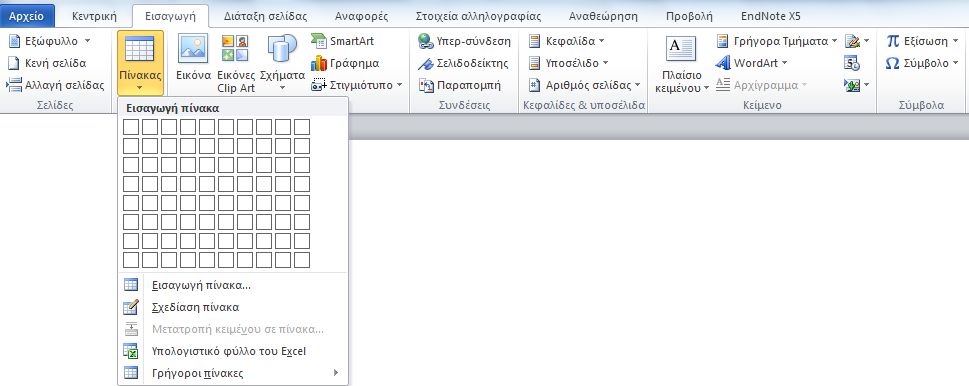 Αρχείο Κεντρική Εισαγωγή Διάταξη σελίδας Αναφορές Στοιχεία αλληλογραφίας Αναθεώρηση Προβολή EndNote X5
Εξώφυλλο
Κενή σελίδα
Αλλαγή σελίδας
Σελίδες
Πίνακας
Εικόνα
Εικόνες
Clip Art
Σχήματα
SmartArt
Γράφημα
Στιγμιότυπο
Υπερ-σύνδεση
Σελιδοδείκτης
Παραπομπή
Συνδέσεις
Κεφαλίδα
Υποσέλιδο
Αριθμός σελίδας
Κεφαλίδες & υποσέλιδα
Πλαίσιο
κειμένου
Γρήγορα Τμήματα
WordArt
Αρχίγραμμα
Κείμενο
Εξίσωση
Σύμβολο
Σύμβολα
Εισαγωγή πίνακα
Εισαγωγή πίνακα...
Σχεδίαση πίνακα
Μετατροπή κειμένου σε πίνακα...
Υπολογιστικό φύλλο του Excel
Γρήγοροι πίνακες